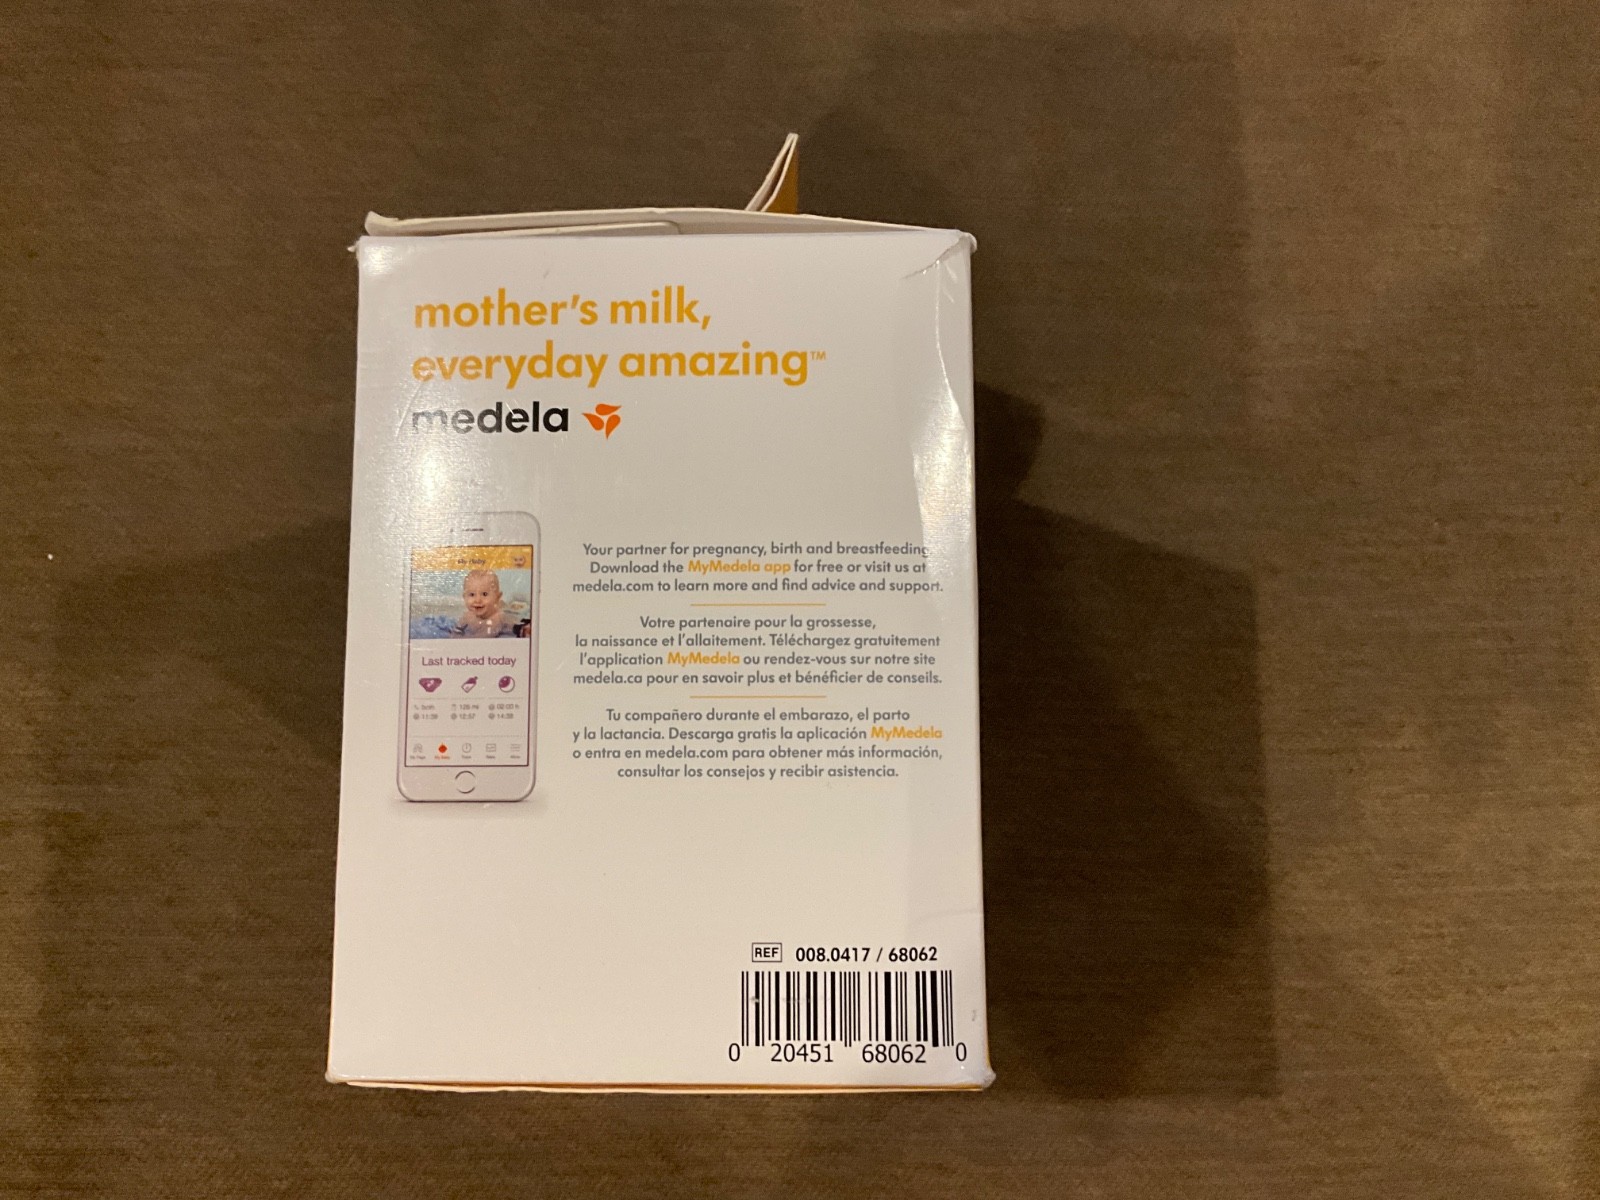 mother's milk,
everyday amazing™
medela
My Baby
Last tracked today
Your partner for pregnancy, birth and breastfeeding.
Download the MyMedela app for free or visit us at
medela.com to learn more and find advice and support.
Votre partenaire pour la grossesse,
la naissance et l'allaitement. Téléchargez gratuitement
l'application MyMedela ou rendez-vous sur notre site
medela.ca pour en savoir plus et bénéficier de conseils.
Tu compañero durante el embarazo, el parto
y la lactancia. Descarga gratis la aplicación MyMedela
o entra en medela.com para obtener más información,
consultar los consejos y recibir asistencia.
REF 008.0417 / 68062
0 20451 68062 0